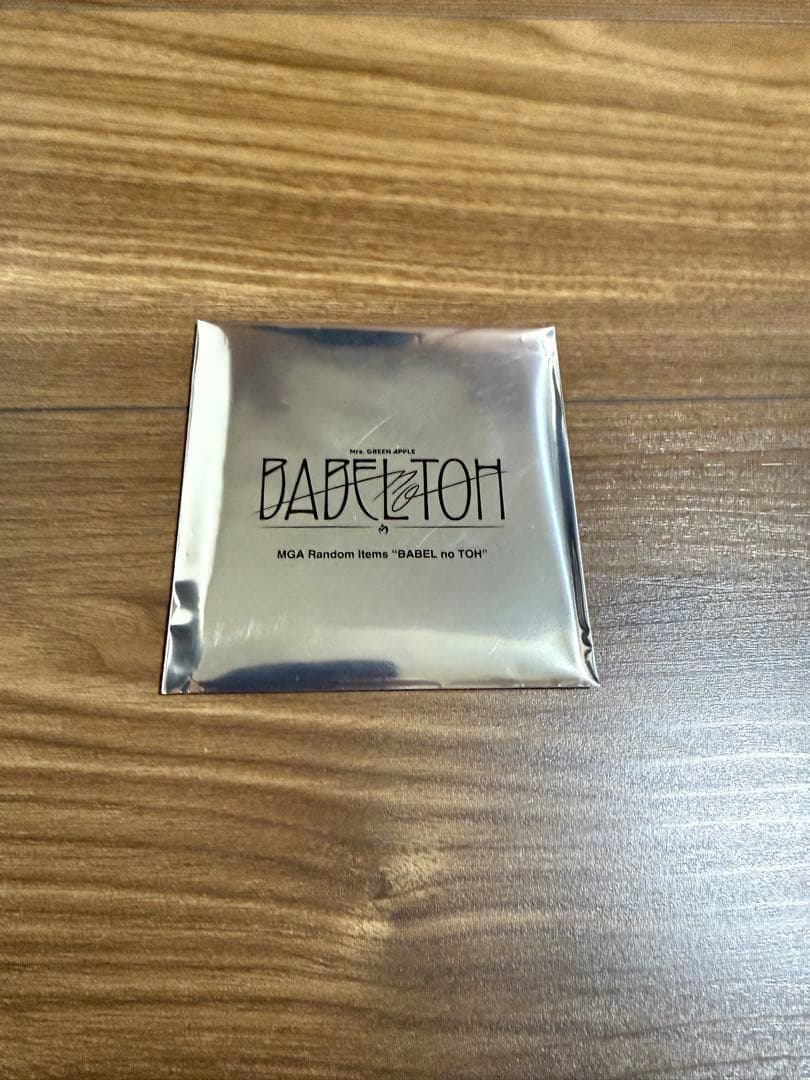 Mrs. GREEN APPLE
BABEL no TOH
MGA Random Items “BABEL no TOH”